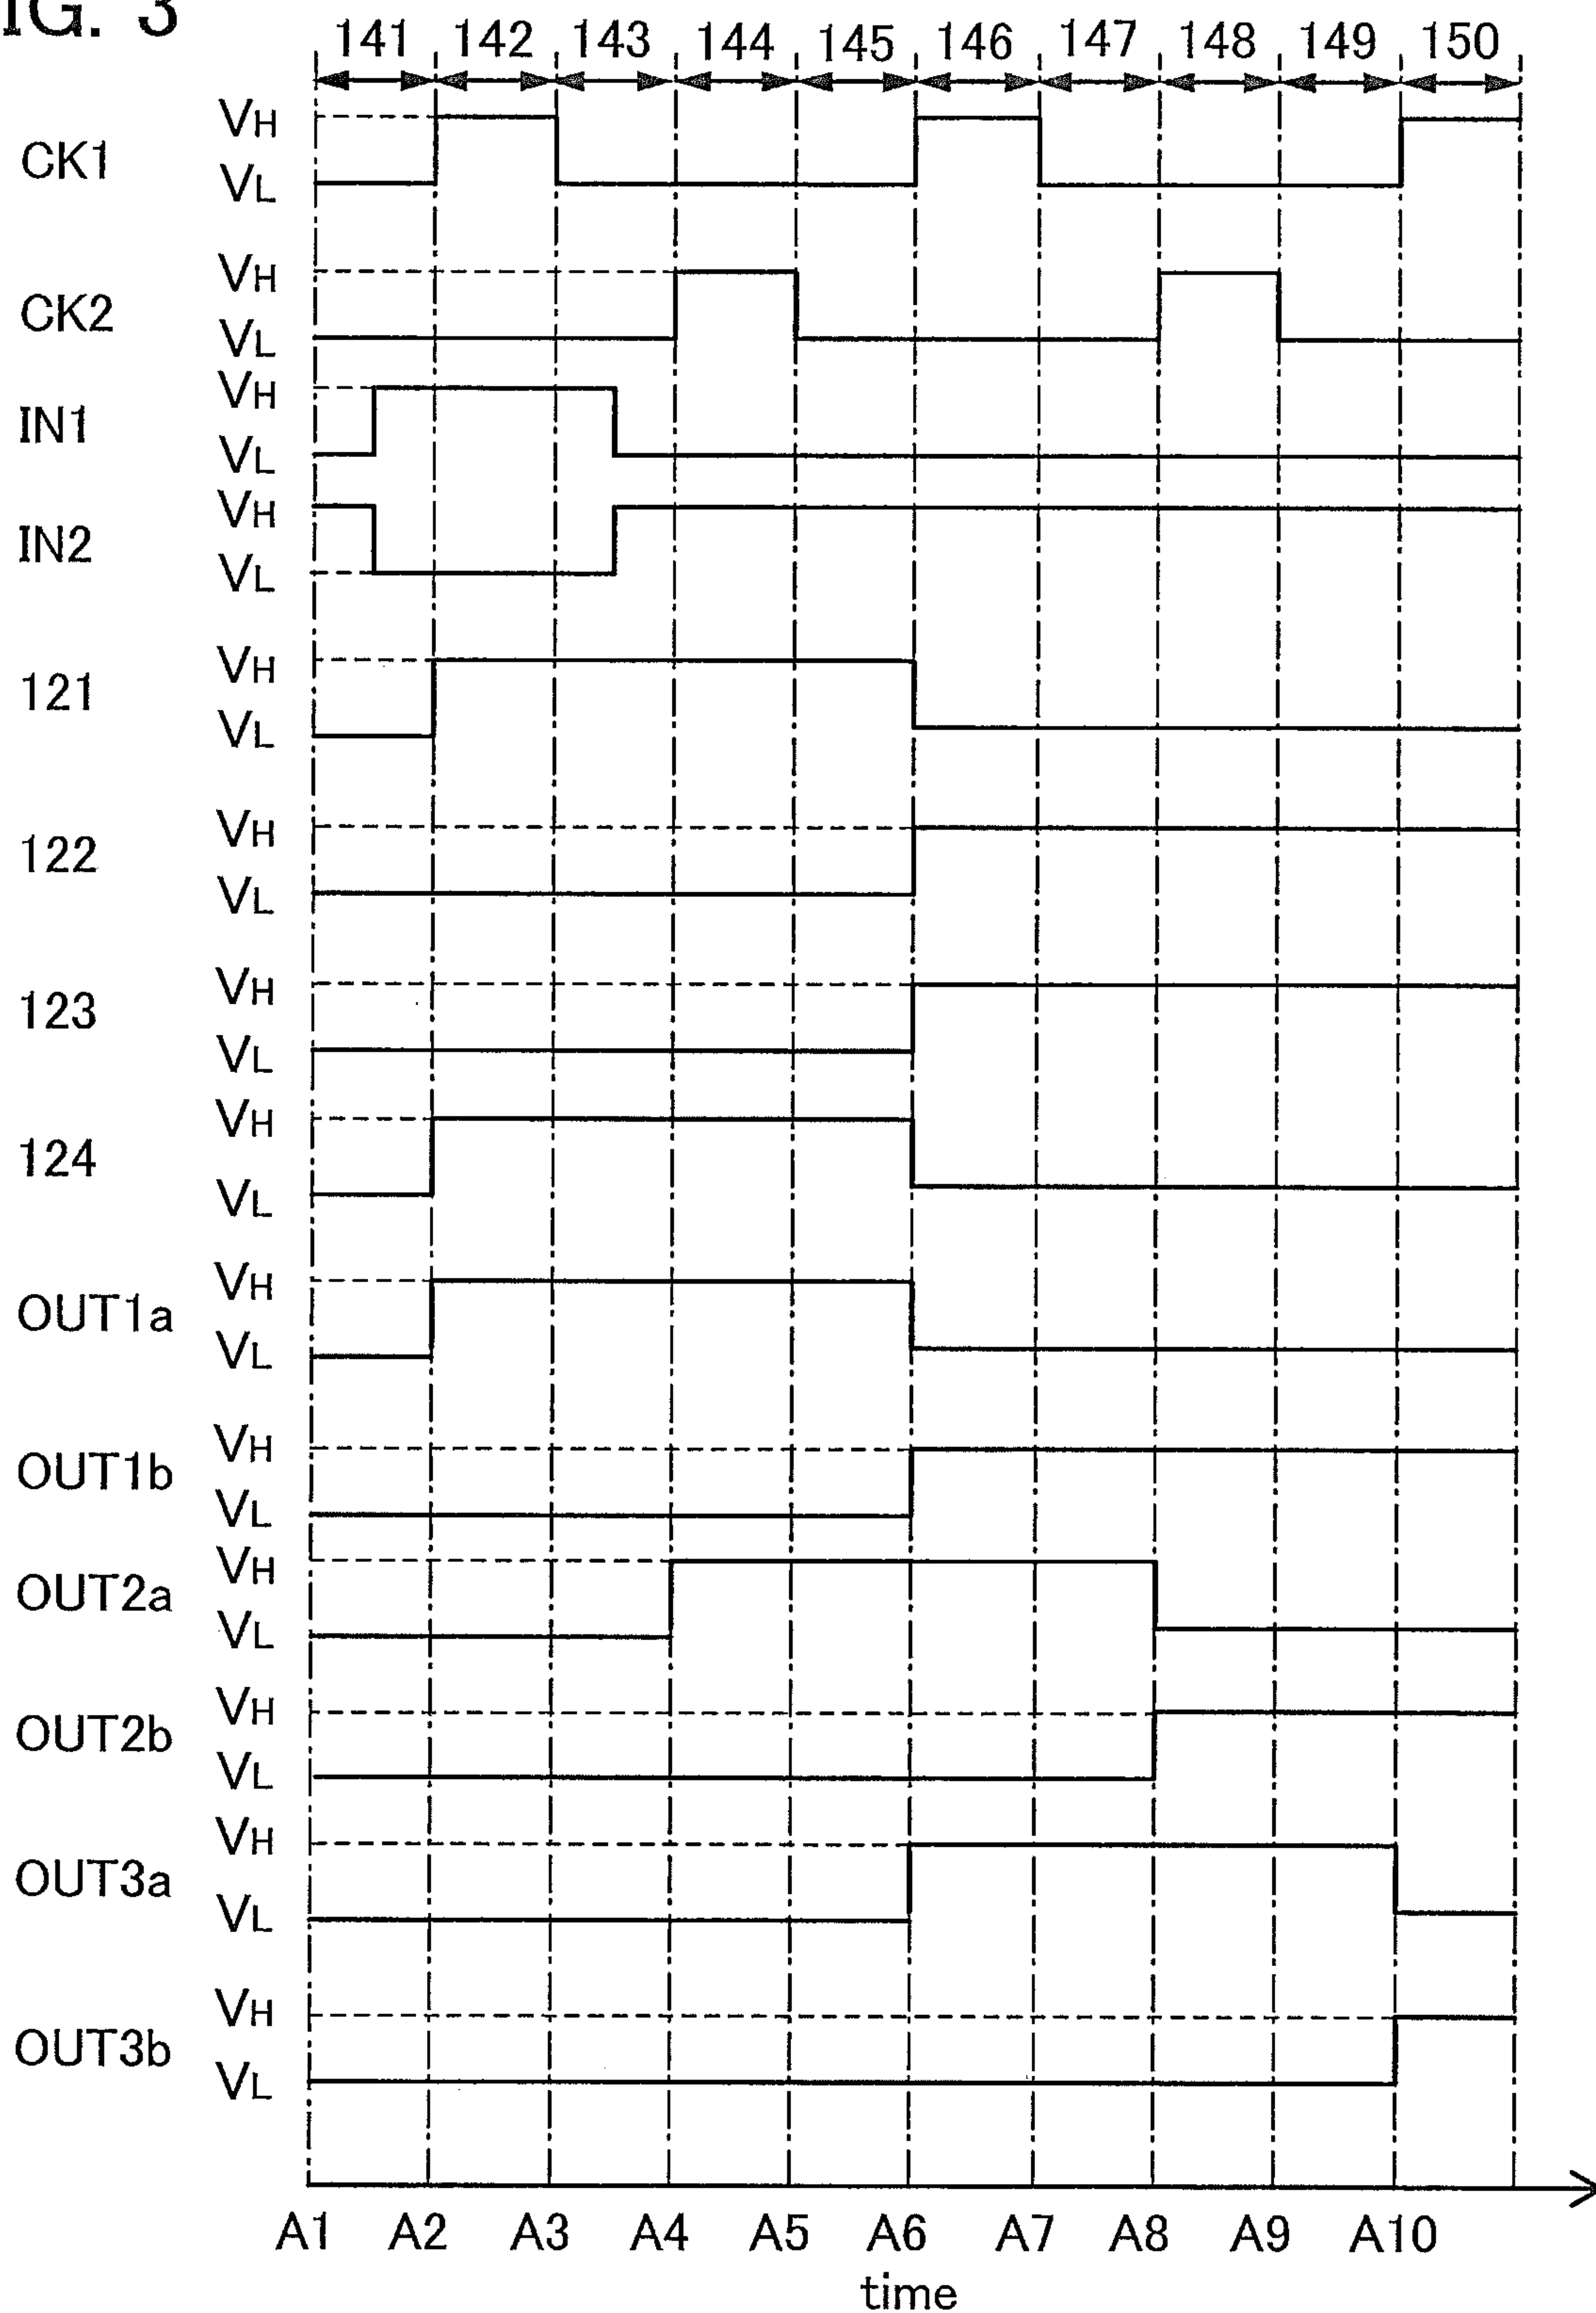 IG. 3
141 142 143 144 145 146 147 148 149 150
CK1 VH
VL
CK2 VH
VL
IN1 VH
VL
IN2 VH
VL
121 VH
VL
122 VH
VL
123 VH
VL
124 VH
VL
OUT1a VH
VL
OUT1b VH
VL
OUT2a VH
VL
OUT2b VH
VL
OUT3a VH
VL
OUT3b VH
VL
A1 A2 A3 A4 A5 A6 A7 A8 A9 A10
time